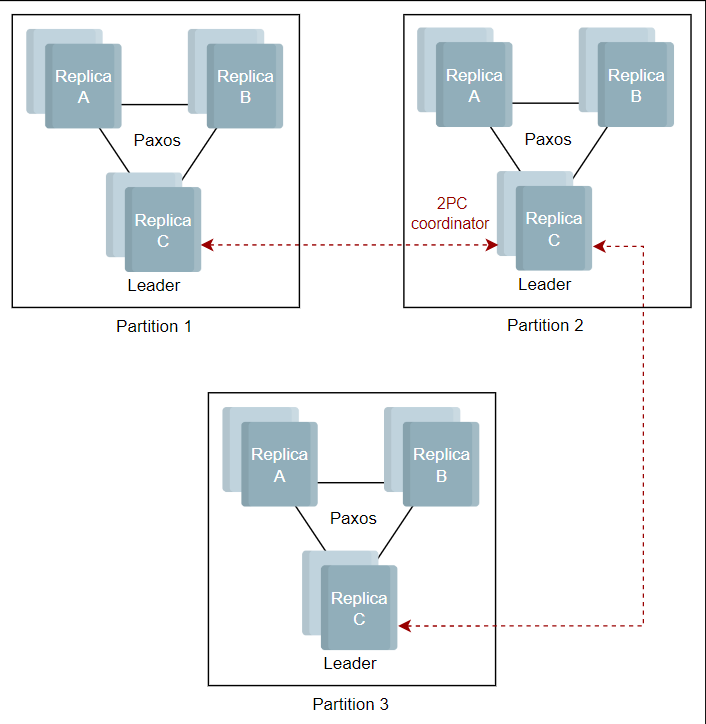 Replica
A
Replica
B
Paxos
Replica
C
Leader
Partition 1
Replica
A
Replica
B
Paxos
2PC
coordinator
Replica
C
Leader
Partition 2
Replica
A
Replica
B
Paxos
Replica
C
Leader
Partition 3